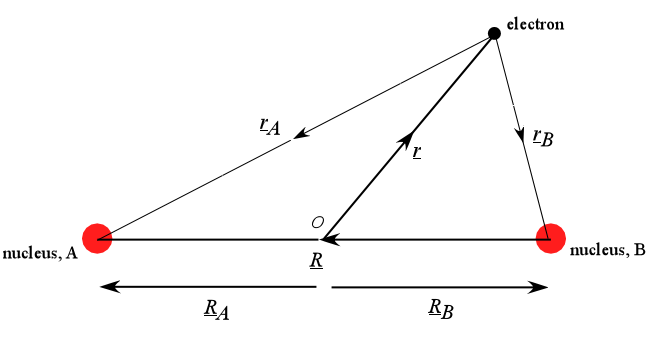 electron
r_A
r
r_B
O
nucleus, A
R
nucleus, B
R_A
R_B